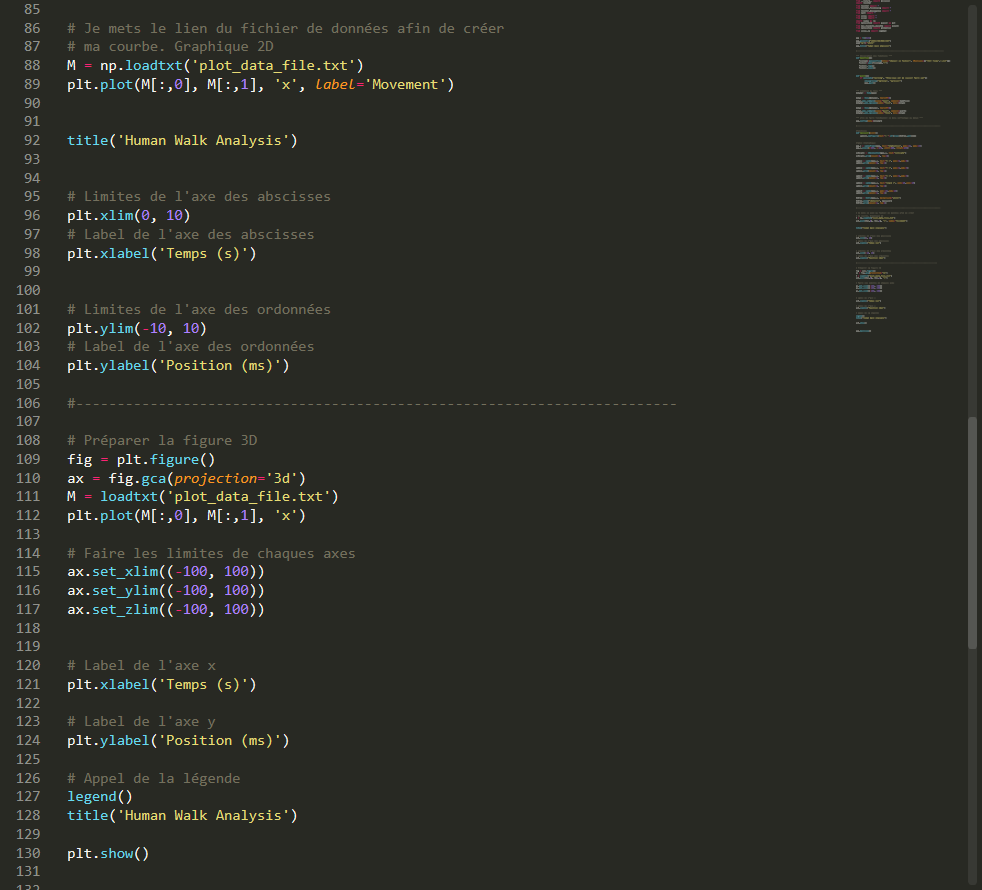 85
86 # Je mets le lien du fichier de données afin de créer
87 # ma courbe. Graphique 2D
88 M = np.loadtxt('plot_data_file.txt')
89 plt.plot(M[:,0], M[:,1], 'x', label='Movement')
90
91
92 title('Human Walk Analysis')
93
94
95 # Limites de l'axe des abscisses
96 plt.xlim(0, 10)
97 # Label de l'axe des abscisses
98 plt.xlabel('Temps (s)')
99
100
101 # Limites de l'axe des ordonnées
102 plt.ylim(-10, 10)
103 # Label de l'axe des ordonnées
104 plt.ylabel('Position (ms)')
105
106 #-------------------------------------------------------------------------
107
108 # Préparer la figure 3D
109 fig = plt.figure()
110 ax = fig.gca(projection='3d')
111 M = loadtxt('plot_data_file.txt')
112 plt.plot(M[:,0], M[:,1], 'x')
113
114 # Faire les limites de chaques axes
115 ax.set_xlim((-100, 100))
116 ax.set_ylim((-100, 100))
117 ax.set_zlim((-100, 100))
118
119
120 # Label de l'axe x
121 plt.xlabel('Temps (s)')
122
123 # Label de l'axe y
124 plt.ylabel('Position (ms)')
125
126 # Appel de la légende
127 legend()
128 title('Human Walk Analysis')
129
130 plt.show()
131